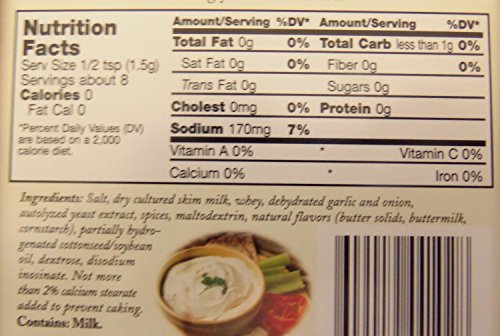 Nutrition Facts
Serv Size 1/2 tsp (1.5g)
Servings about 8
Calories 0
Fat Cal 0
*Percent Daily Values (DV)
are based on a 2,000
calorie diet.
Amount/Serving %DV* Amount/Serving %DV*
Total Fat 0g 0% Total Carb less than 1g 0%
Sat Fat 0g 0% Fiber 0g 0%
Trans Fat 0g Sugars 0g
Cholest 0mg 0% Protein 0g
Sodium 170mg 7%
Vitamin A 0% * Vitamin C 0%
Calcium 0% * Iron 0%
Ingredients: Salt, dry cultured skim milk, whey, dehydrated garlic and onion,
autolyzed yeast extract, spices, maltodextrin, natural flavors (butter solids, buttermilk,
cornstarch), partially hydro-
genated cottonseed/soybean
oil, dextrose, disodium
inosinate. Not more
than 2% calcium stearate
added to prevent caking.
Contains: Milk.